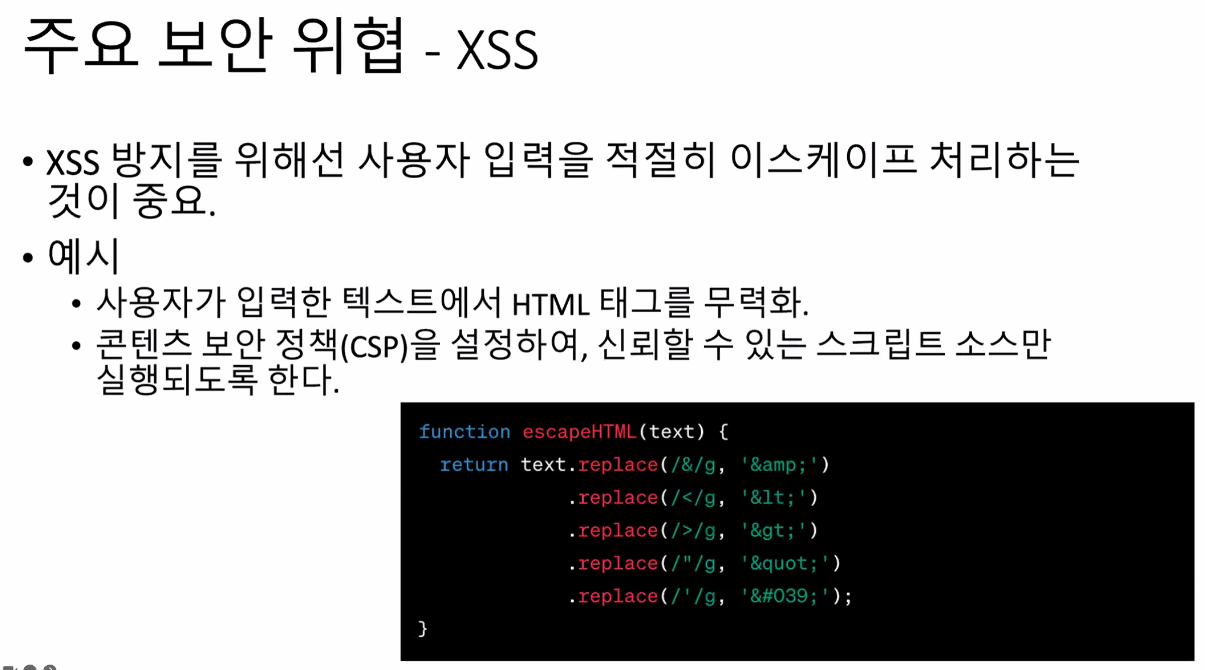 주요 보안 위협 - XSS
• XSS 방지를 위해선 사용자 입력을 적절히 이스케이프 처리하는
것이 중요.
• 예시
• 사용자가 입력한 텍스트에서 HTML 태그를 무력화.
• 콘텐츠 보안 정책(CSP)을 설정하여, 신뢰할 수 있는 스크립트 소스만
실행되도록 한다.
function escapeHTML(text) {
return text.replace(/&/g, '&amp;')
.replace(/</g, '&lt;')
.replace(/>/g, '&gt;')
.replace(/"/g, '&quot;')
.replace(/'/g, '&#039;');
}